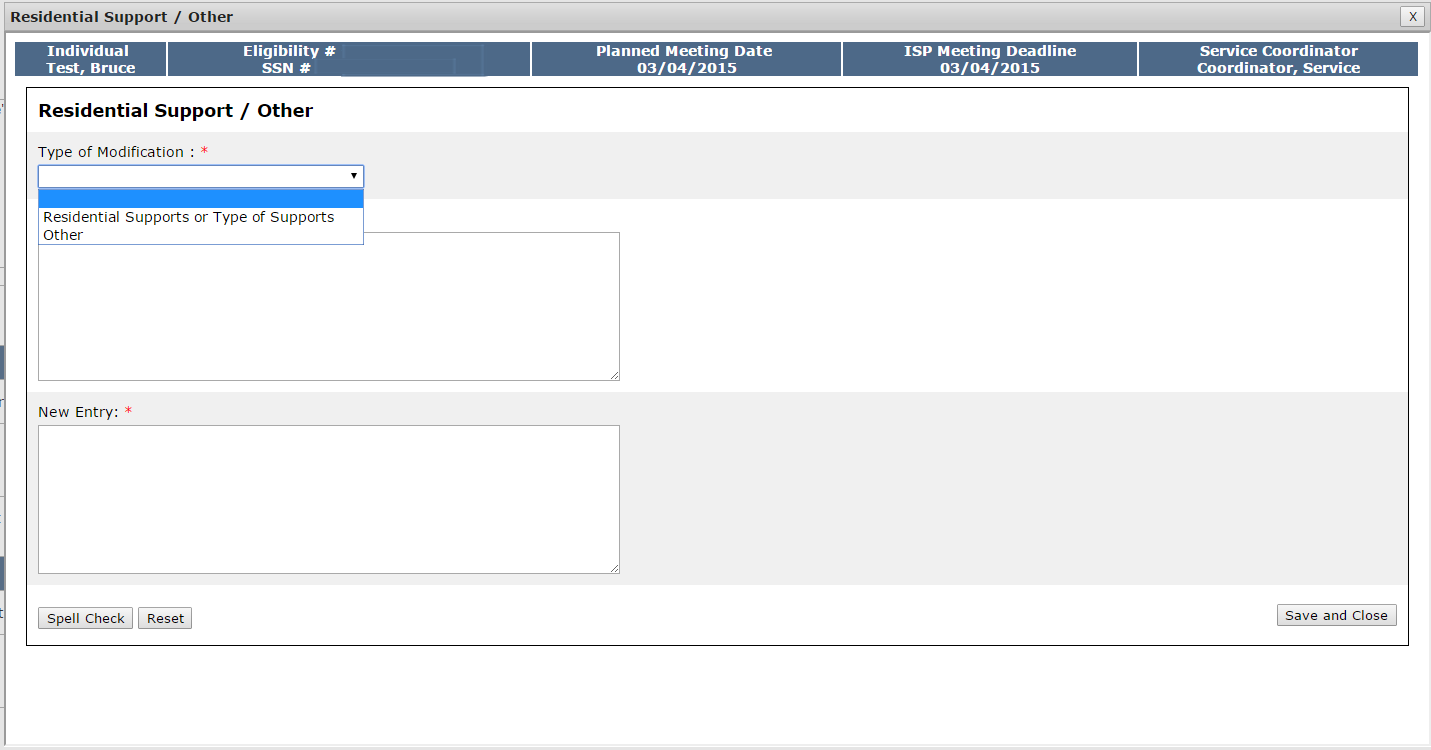 Residential Support / Other
X
Individual
Test, Bruce
Eligibility #
SSN #
Planned Meeting Date
03/04/2015
ISP Meeting Deadline
03/04/2015
Service Coordinator
Coordinator, Service
Residential Support / Other
Type of Modification : *
Residential Supports or Type of Supports
Other
New Entry: *
Spell Check
Reset
Save and Close